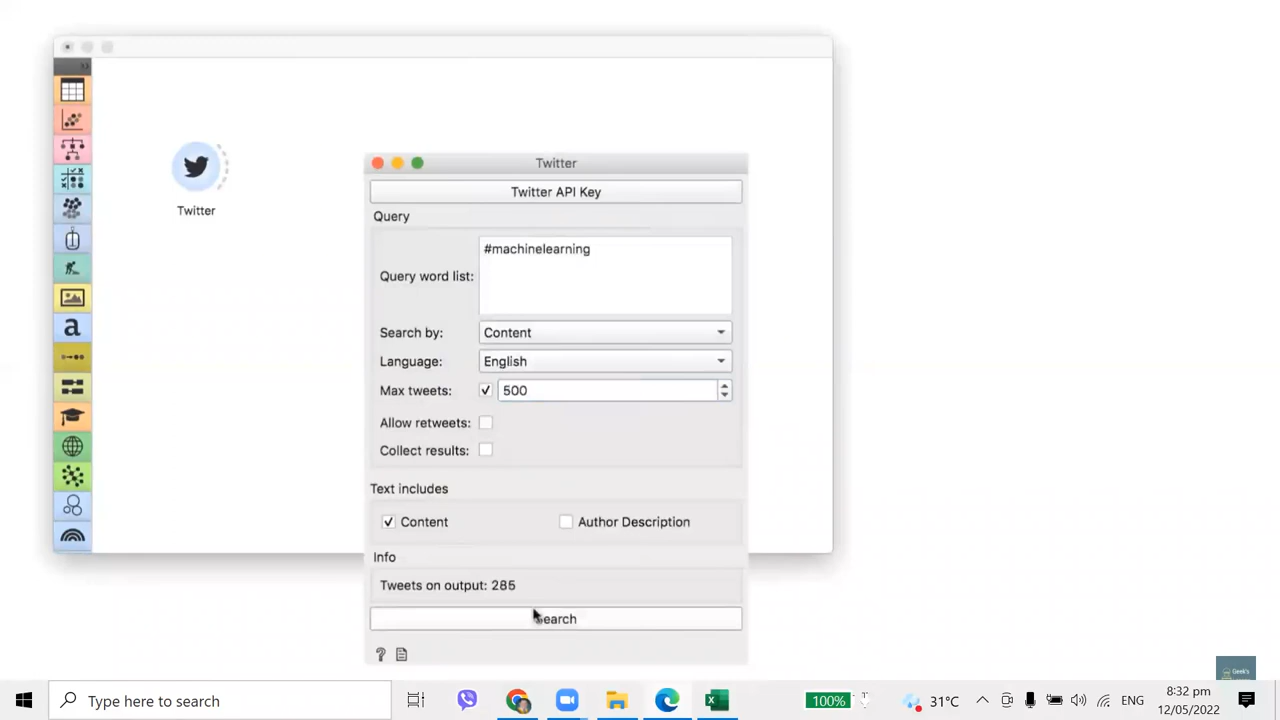 Twitter
Twitter
Twitter API Key
Query
Query word list:
#machinelearning
Search by:
Content
Language:
English
Max tweets:
500
Allow retweets:
Collect results:
Text includes
Content
Author Description
Info
Tweets on output: 285
Search
?
Geek's
Type here to search
100%
31°C
ENG
8:32 pm
12/05/2022